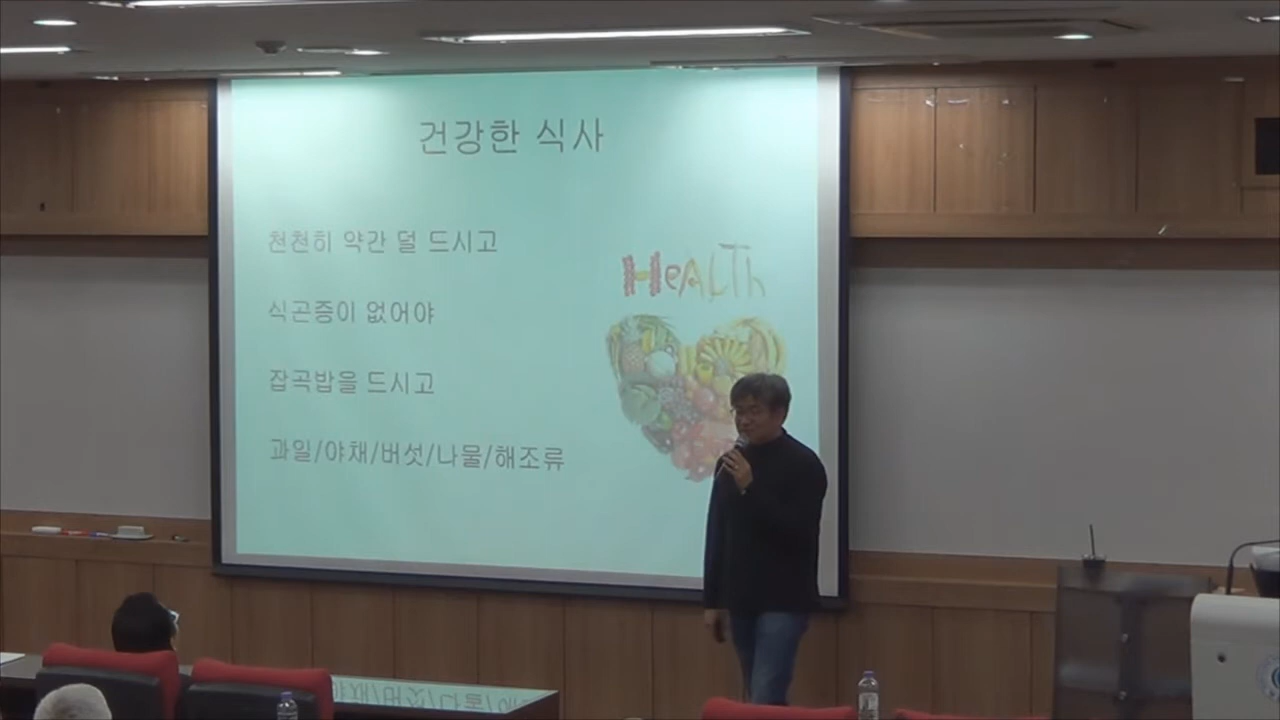 건강한 식사
천천히 약간 덜 드시고
식곤증이 없어야
잡곡밥을 드시고
과일/야채/버섯/나물/해조류
HeALTh